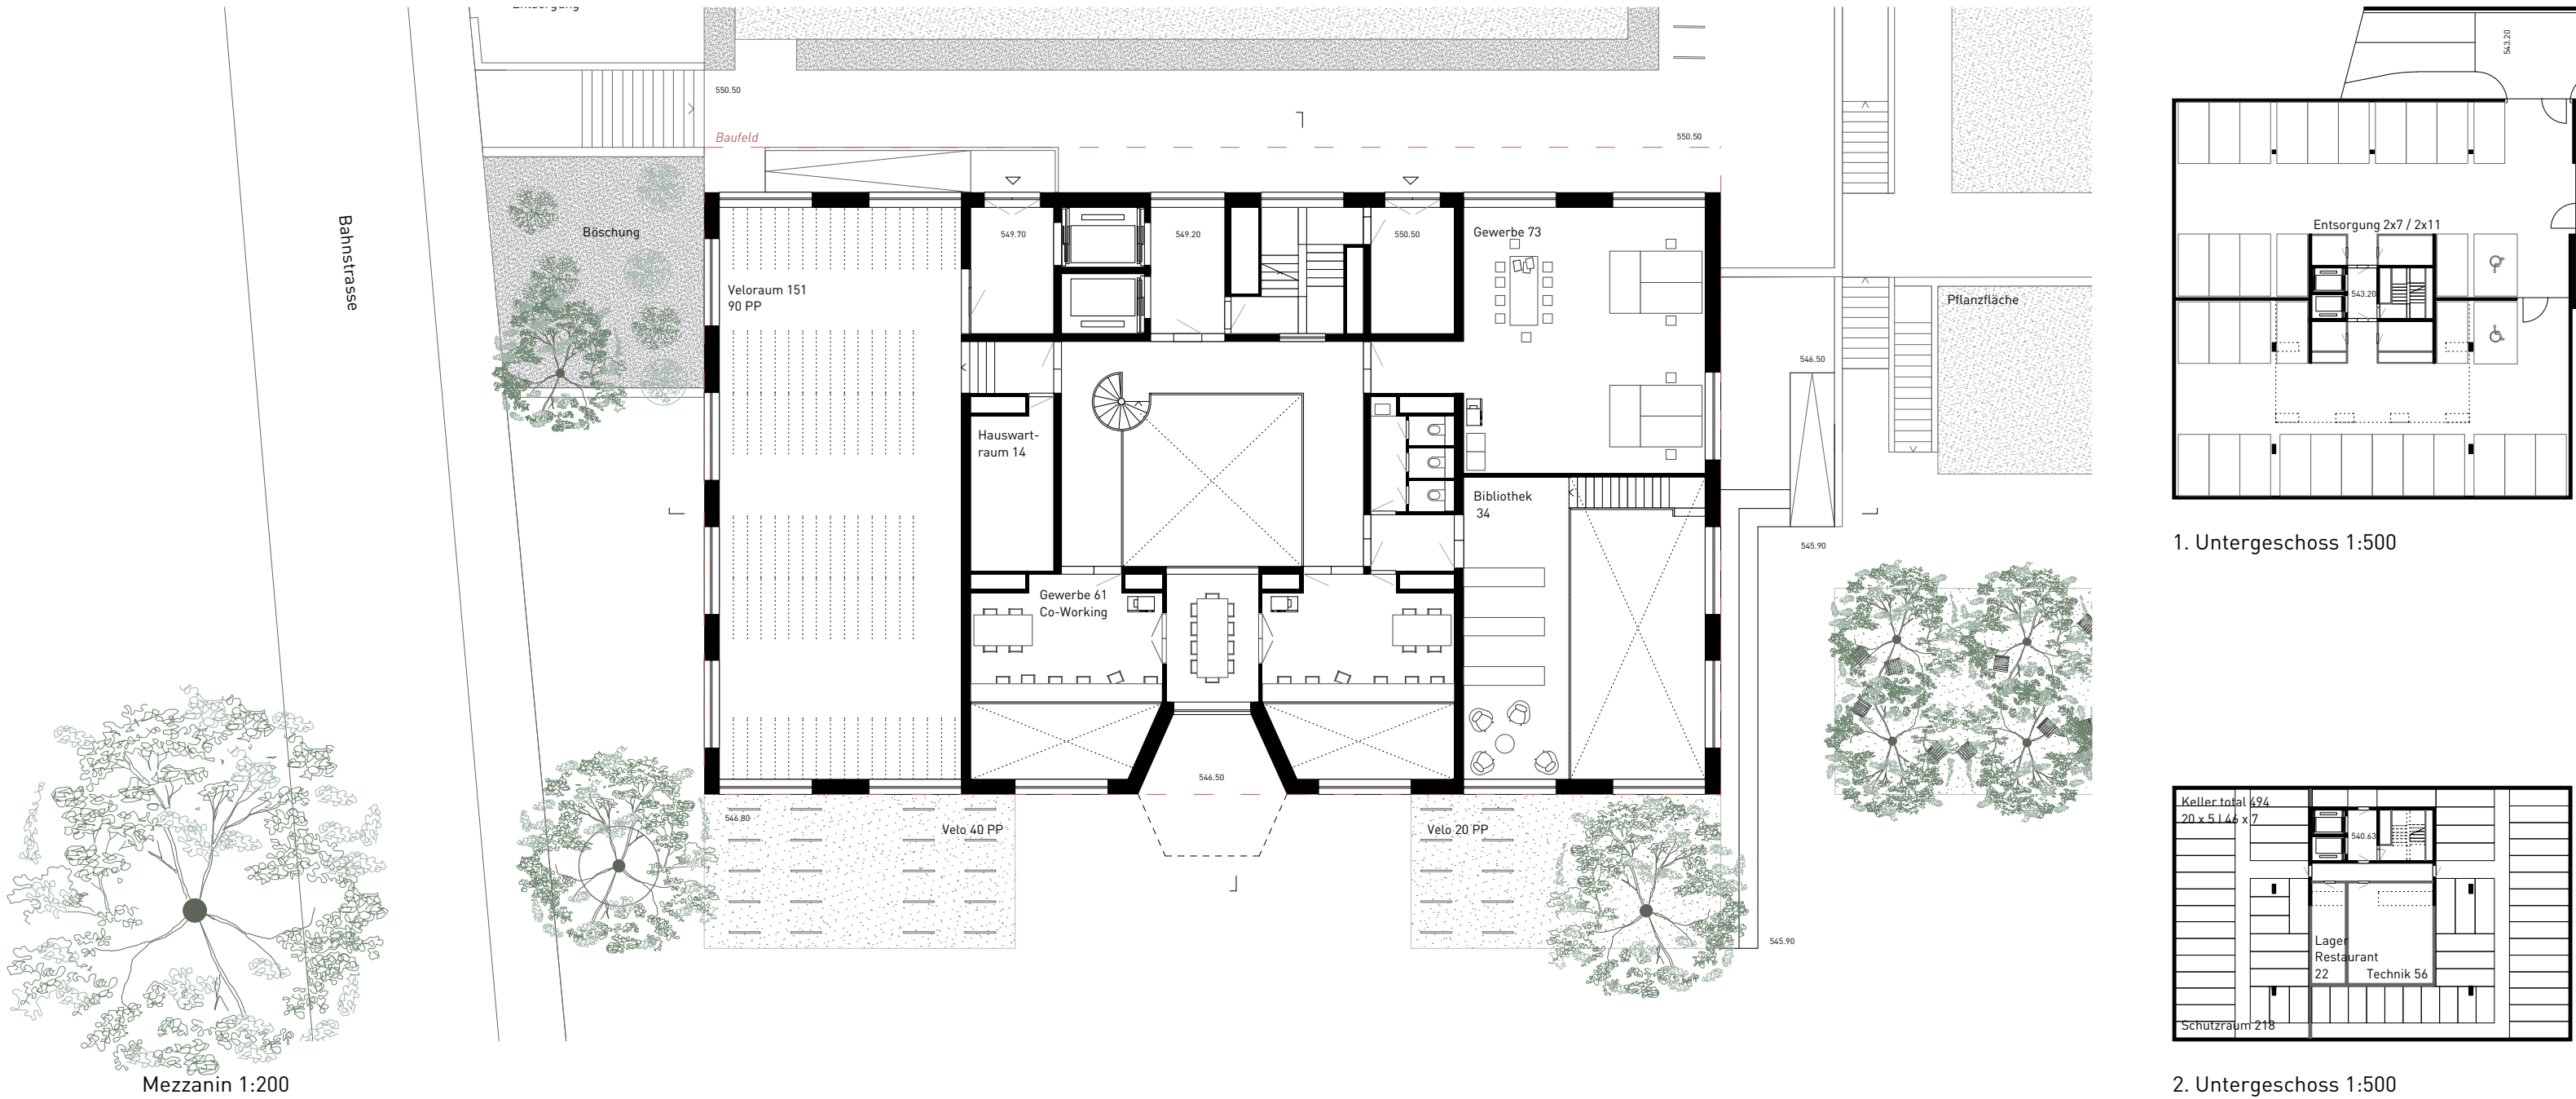 550.50
Baufeld
550.50
Bahnstrasse
Böschung
549.70
549.20
550.50
Gewerbe 73
Veloraum 151
90 PP
Pflanzfläche
546.50
Hauswart-
raum 14
Bibliothek
34
545.90
Gewerbe 61
Co-Working
546.50
546.80
Velo 40 PP
Velo 20 PP
545.90
Mezzanin 1:200
543.20
Entsorgung 2x7 / 2x11
543.20
1. Untergeschoss 1:500
Keller total 494
20 x 5 | 46 x 7
540.63
Lager
Restaurant
22
Technik 56
Schutzraum 218
2. Untergeschoss 1:500